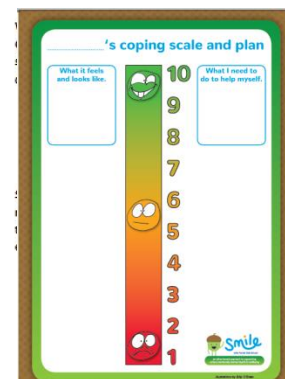 ________'s coping scale and plan
What it feels
and looks like.
What I need to
do to help myself.
10
9
8
7
6
5
4
3
2
1
smile